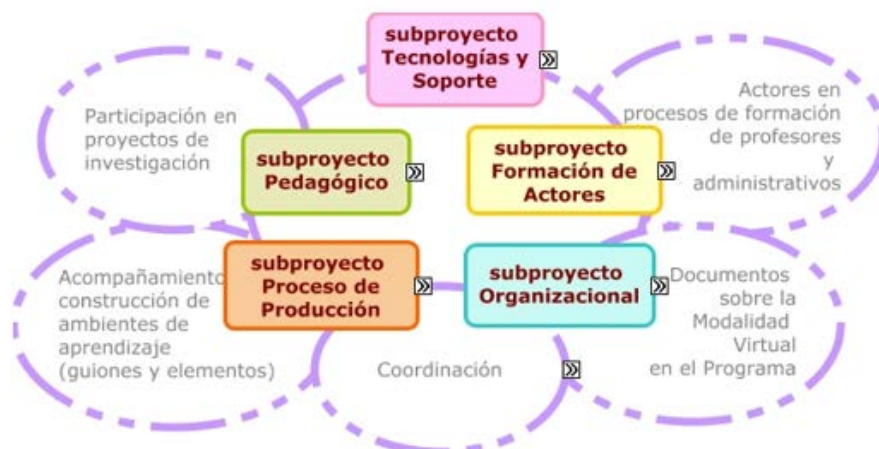 subproyecto
Tecnologías y
Soporte
Participación en
proyectos de
investigación
subproyecto
Pedagógico
subproyecto
Formación de
Actores
Actores en
procesos de formación
de profesores
y
administrativos
Acompañamiento
construcción de
ambientes de
aprendizaje
(guiones y elementos)
subproyecto
Proceso de
Producción
subproyecto
Organizacional
Documentos
sobre la
Modalidad
Virtual
en el Programa
Coordinación